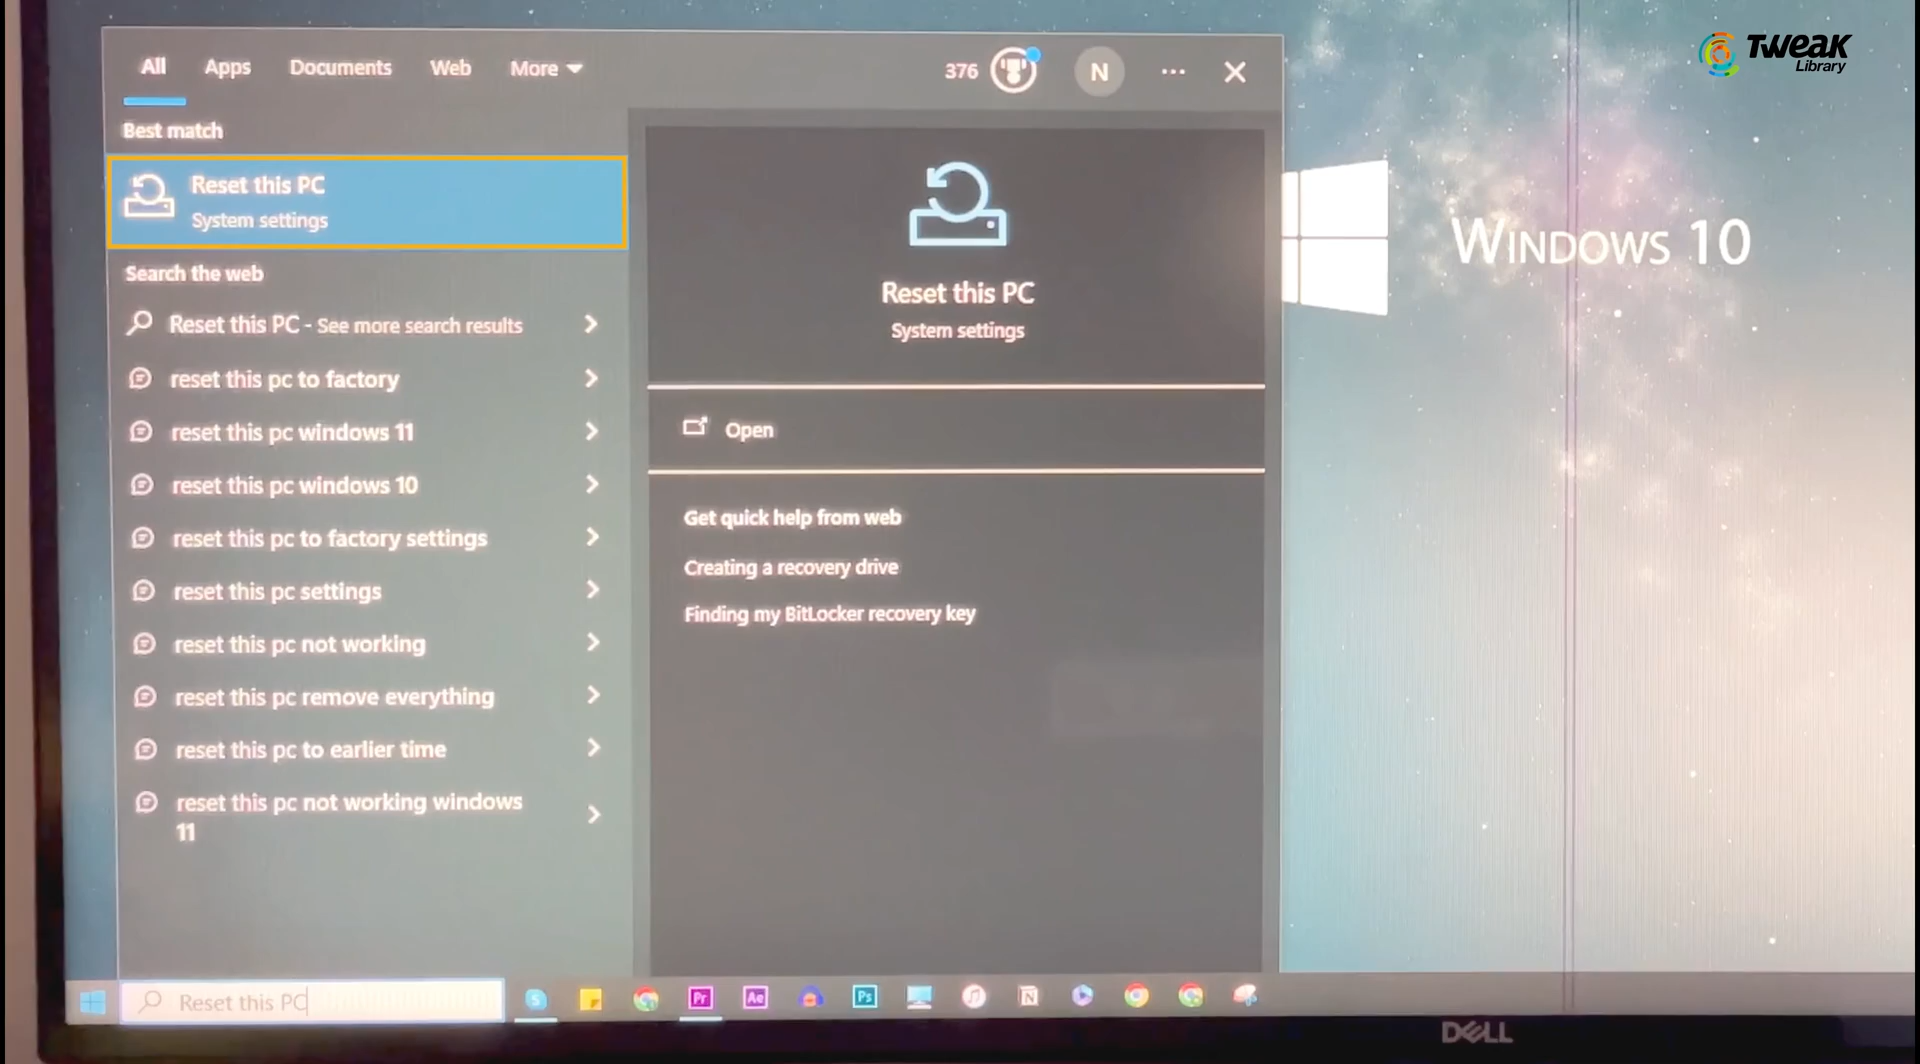 TWEAK
Library
All Apps Documents Web More 376 N
Best match
Reset this PC
System settings
Search the web
Reset this PC - See more search results
reset this pc to factory
reset this pc windows 11
reset this pc windows 10
reset this pc to factory settings
reset this pc settings
reset this pc not working
reset this pc remove everything
reset this pc to earlier time
reset this pc not working windows
11
Reset this PC
System settings
Open
Get quick help from web
Creating a recovery drive
Finding my BitLocker recovery key
WINDOWS 10
Reset this PC
S
Pr
Ae
Ps
N
DELL